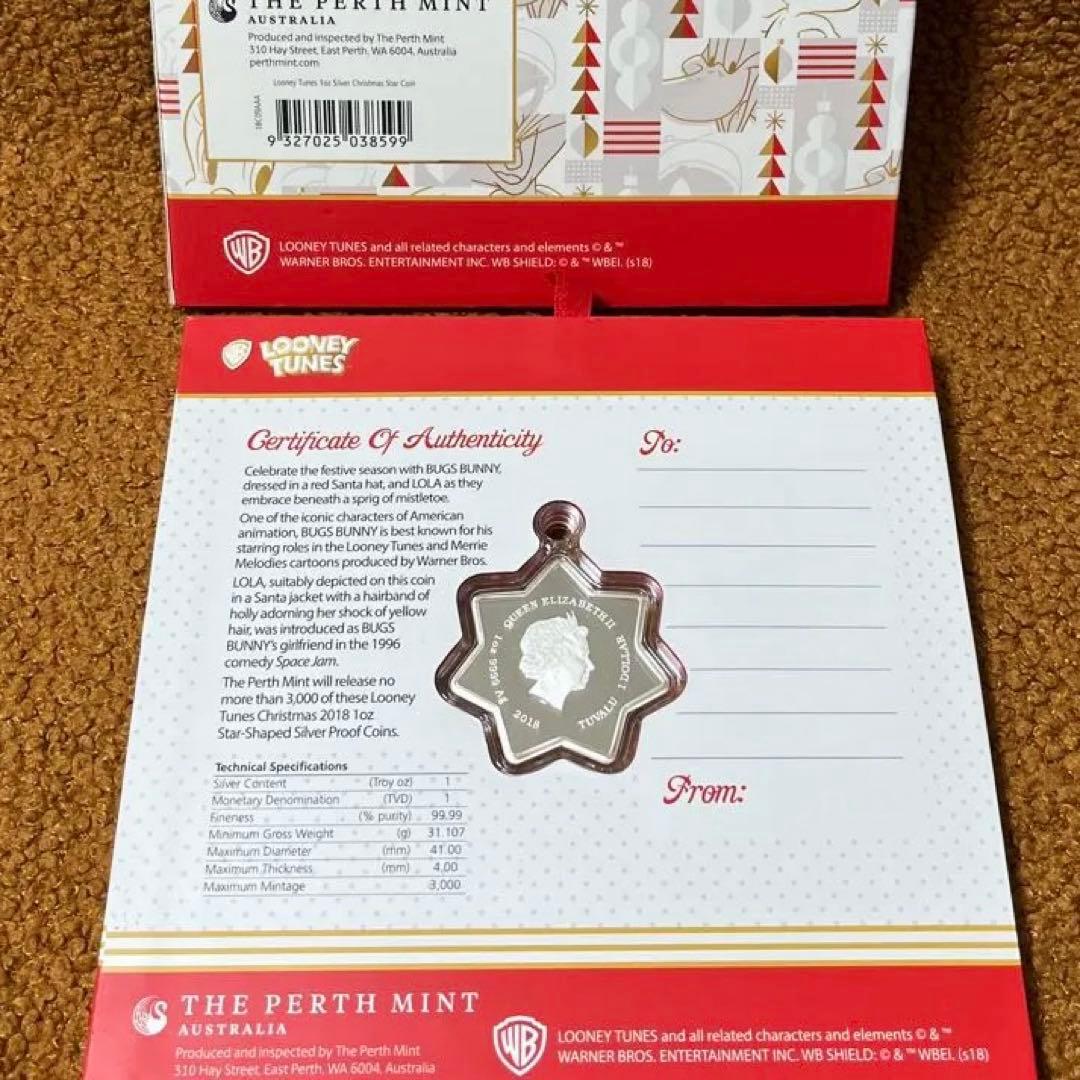 THE PERTH MINT
AUSTRALIA
Produced and inspected by The Perth Mint
310 Hay Street, East Perth, WA 6004, Australia
perthmint.com
Looney Tunes 1oz Silver Christmas Star Coin
9 327025 038599
WB
LOONEY TUNES and all related characters and elements © & ™
WARNER BROS. ENTERTAINMENT INC. WB SHIELD: © & ™ WBEI. (s18)
WB
LOONEY
TUNES
Certificate Of Authenticity
Celebrate the festive season with BUGS BUNNY,
dressed in a red Santa hat, and LOLA as they
embrace beneath a sprig of mistletoe.
One of the iconic characters of American
animation, BUGS BUNNY is best known for his
starring roles in the Looney Tunes and Merrie
Melodies cartoons produced by Warner Bros.
LOLA, suitably depicted on this coin
in a Santa jacket with a hairband of
holly adorning her shock of yellow
hair, was introduced as BUGS
BUNNY's girlfriend in the 1996
comedy Space Jam.
The Perth Mint will release no
more than 3,000 of these Looney
Tunes Christmas 2018 1oz
Star-Shaped Silver Proof Coins.
Technical Specifications
Silver Content (Troy oz) 1
Monetary Denomination (TVD) 1
Fineness (% purity) 99.99
Minimum Gross Weight (g) 31.107
Maximum Diameter (mm) 41.00
Maximum Thickness (mm) 4.00
Maximum Mintage 3,000
QUEEN ELIZABETH II
1 DOLLAR
TUVALU
2018
1oz 9999 Ag
To:
From:
THE PERTH MINT
AUSTRALIA
Produced and inspected by The Perth Mint
310 Hay Street, East Perth, WA 6004, Australia
WB
LOONEY TUNES and all related characters and elements © & ™
WARNER BROS. ENTERTAINMENT INC. WB SHIELD: © & ™ WBEI. (s18)